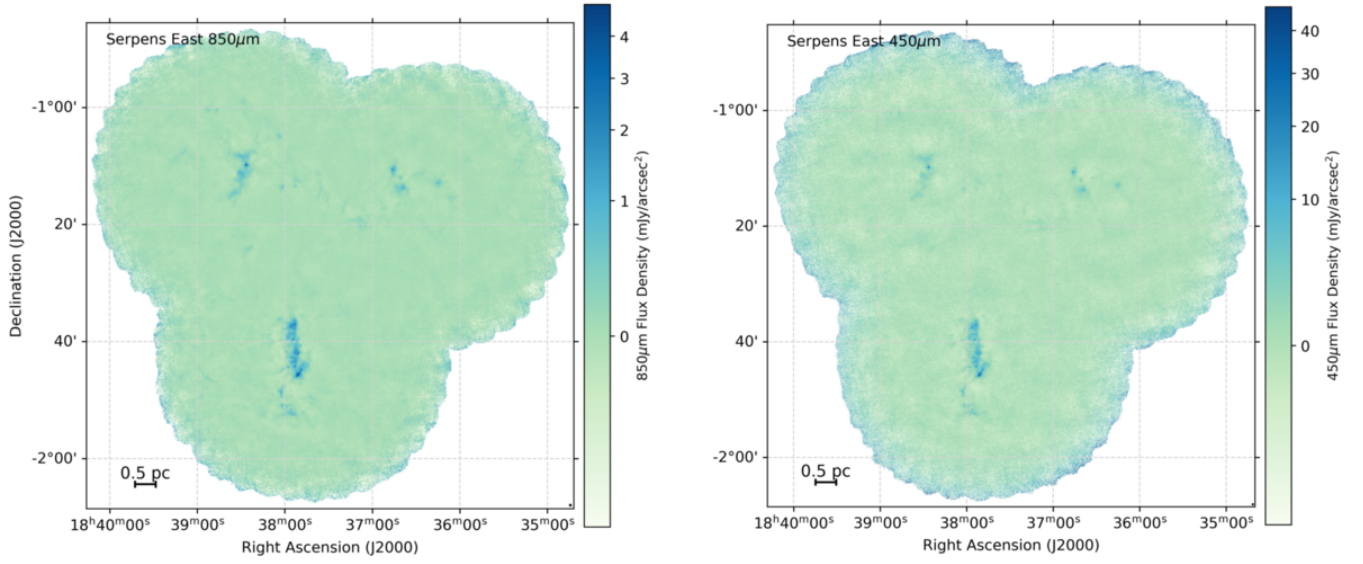 Serpens East 850μm
Declination (J2000)
-1°00'
20'
40'
-2°00'
0.5 pc
18ʰ40ᵐ00ˢ 39ᵐ00ˢ 38ᵐ00ˢ 37ᵐ00ˢ 36ᵐ00ˢ 35ᵐ00ˢ
Right Ascension (J2000)
4
3
2
1
0
850μm Flux Density (mJy/arcsec²)
Serpens East 450μm
-1°00'
20'
40'
-2°00'
0.5 pc
18ʰ40ᵐ00ˢ 39ᵐ00ˢ 38ᵐ00ˢ 37ᵐ00ˢ 36ᵐ00ˢ 35ᵐ00ˢ
Right Ascension (J2000)
40
30
20
10
0
450μm Flux Density (mJy/arcsec²)